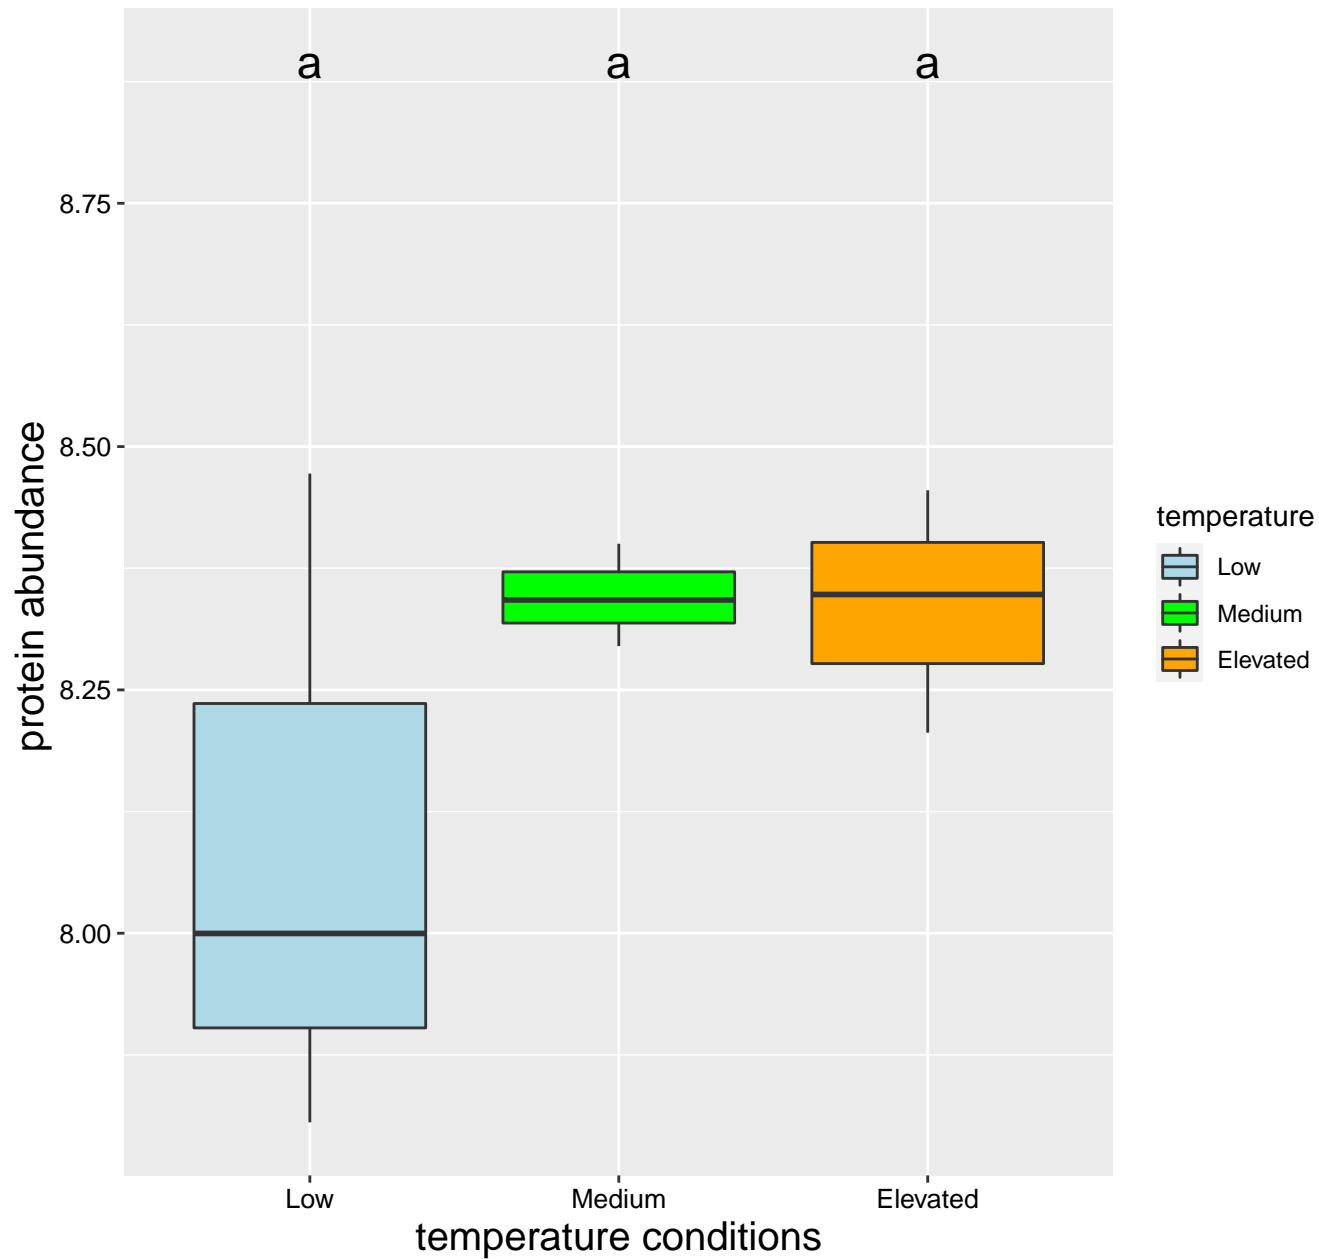 a a a
8.75
8.50
8.25
8.00
protein abundance
Low Medium Elevated
temperature conditions
temperature
Low
Medium
Elevated